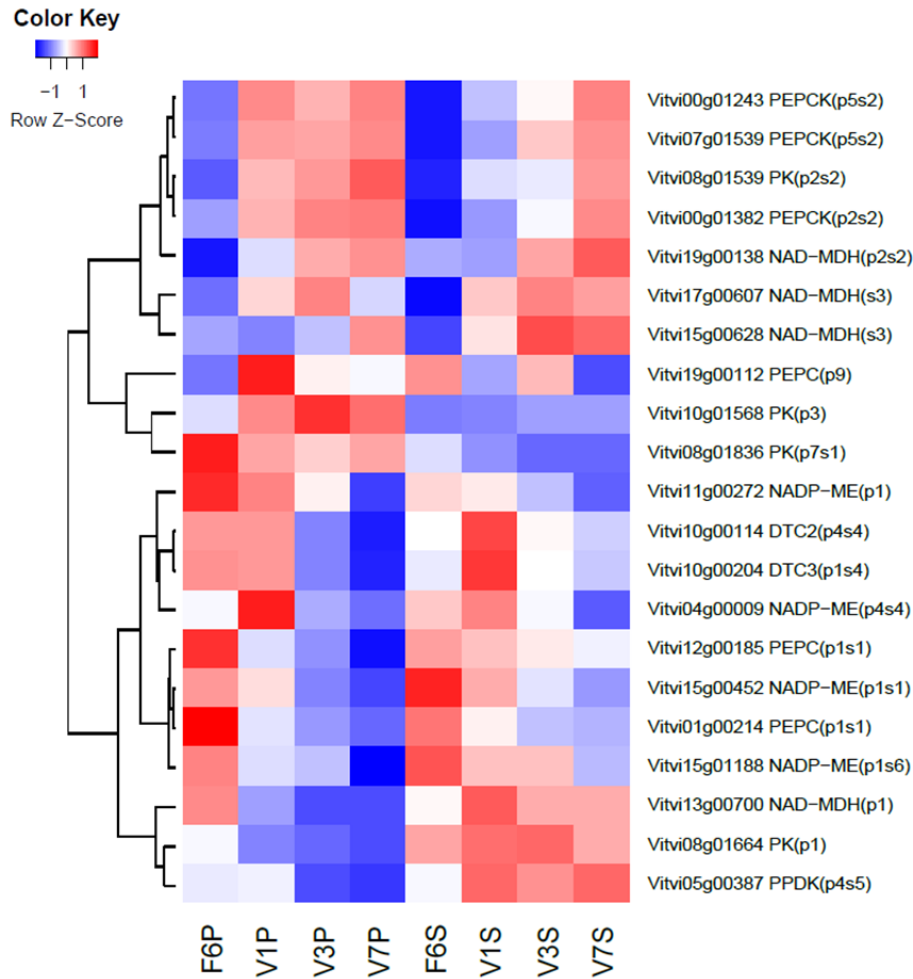 Color Key
−1 1
Row Z−Score
Vitvi00g01243 PEPCK(p5s2)
Vitvi07g01539 PEPCK(p5s2)
Vitvi08g01539 PK(p2s2)
Vitvi00g01382 PEPCK(p2s2)
Vitvi19g00138 NAD−MDH(p2s2)
Vitvi17g00607 NAD−MDH(s3)
Vitvi15g00628 NAD−MDH(s3)
Vitvi19g00112 PEPC(p9)
Vitvi10g01568 PK(p3)
Vitvi08g01836 PK(p7s1)
Vitvi11g00272 NADP−ME(p1)
Vitvi10g00114 DTC2(p4s4)
Vitvi10g00204 DTC3(p1s4)
Vitvi04g00009 NADP−ME(p4s4)
Vitvi12g00185 PEPC(p1s1)
Vitvi15g00452 NADP−ME(p1s1)
Vitvi01g00214 PEPC(p1s1)
Vitvi15g01188 NADP−ME(p1s6)
Vitvi13g00700 NAD−MDH(p1)
Vitvi08g01664 PK(p1)
Vitvi05g00387 PPDK(p4s5)
F6P V1P V3P V7P F6S V1S V3S V7S